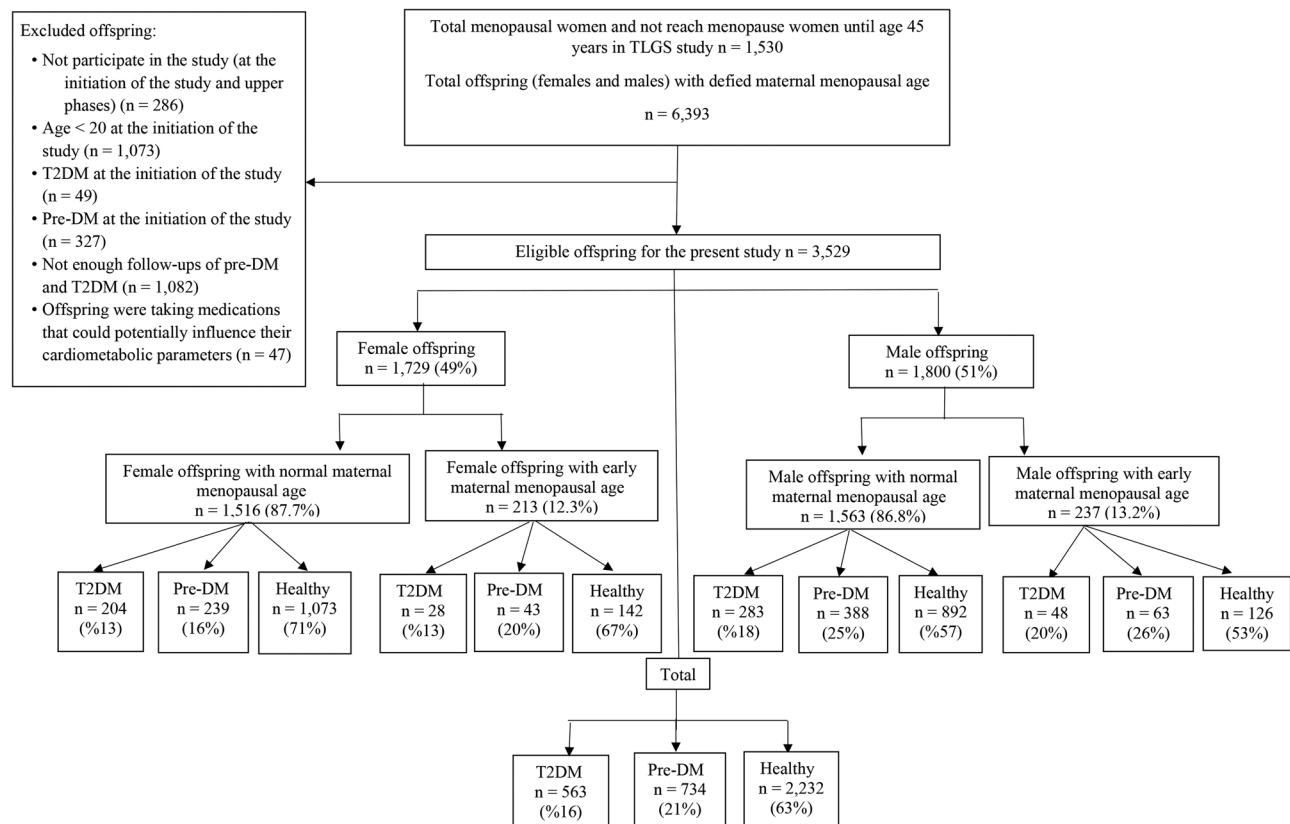 Excluded offspring:
• Not participate in the study (at the
initiation of the study and upper
phases) (n = 286)
• Age < 20 at the initiation of the
study (n = 1,073)
• T2DM at the initiation of the study
(n = 49)
• Pre-DM at the initiation of the study
(n = 327)
• Not enough follow-ups of pre-DM
and T2DM (n = 1,082)
• Offspring were taking medications
that could potentially influence their
cardiometabolic parameters (n = 47)
Total menopausal women and not reach menopause women until age 45
years in TLGS study n = 1,530
Total offspring (females and males) with defied maternal menopausal age
n = 6,393
Eligible offspring for the present study n = 3,529
Female offspring
n = 1,729 (49%)
Male offspring
n = 1,800 (51%)
Female offspring with normal maternal
menopausal age
n = 1,516 (87.7%)
Female offspring with early
maternal menopausal age
n = 213 (12.3%)
Male offspring with normal
maternal menopausal age
n = 1,563 (86.8%)
Male offspring with early
maternal menopausal age
n = 237 (13.2%)
T2DM
n = 204
(%13)
Pre-DM
n = 239
(16%)
Healthy
n = 1,073
(71%)
T2DM
n = 28
(%13)
Pre-DM
n = 43
(20%)
Healthy
n = 142
(67%)
T2DM
n = 283
(%18)
Pre-DM
n = 388
(25%)
Healthy
n = 892
(%57)
T2DM
n = 48
(20%)
Pre-DM
n = 63
(26%)
Healthy
n = 126
(53%)
Total
T2DM
n = 563
(%16)
Pre-DM
n = 734
(21%)
Healthy
n = 2,232
(63%)